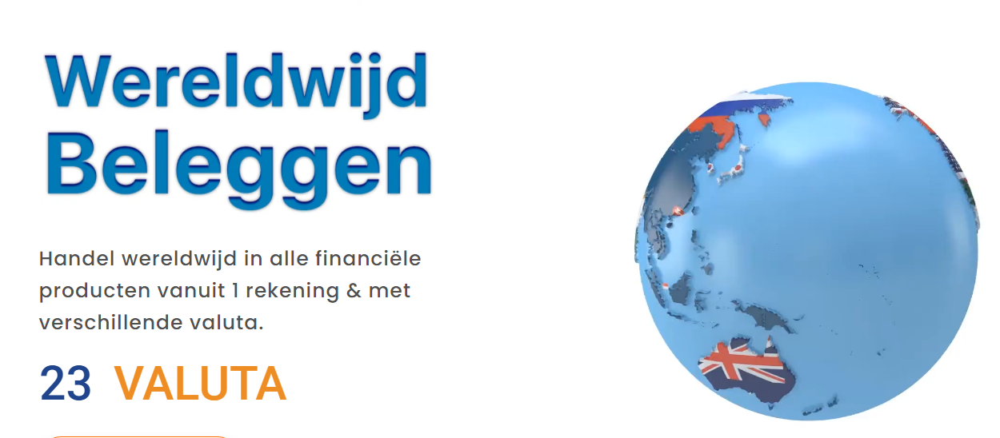 Wereldwijd
Beleggen
Handel wereldwijd in alle financiële
producten vanuit 1 rekening & met
verschillende valuta.
23 VALUTA